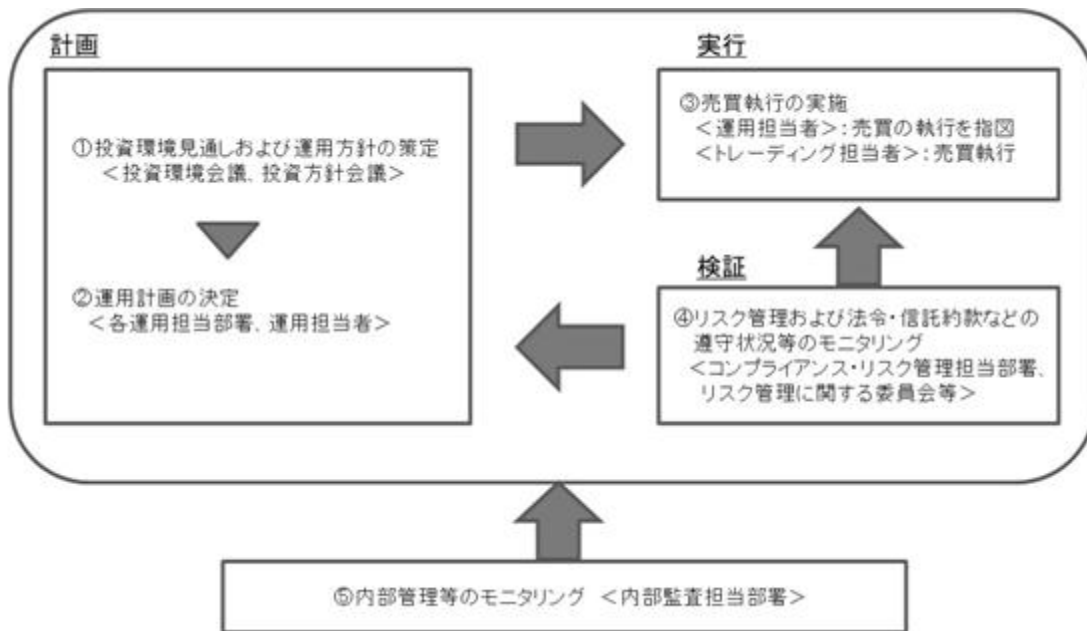 計画
①投資環境見通しおよび運用方針の策定
＜投資環境会議、投資方針会議＞
②運用計画の決定
＜各運用担当部署、運用担当者＞
実行
③売買執行の実施
＜運用担当者＞：売買の執行を指図
＜トレーディング担当者＞：売買執行
検証
④リスク管理および法令・信託約款などの
遵守状況等のモニタリング
＜コンプライアンス・リスク管理担当部署、
リスク管理に関する委員会等＞
⑤内部管理等のモニタリング ＜内部監査担当部署＞